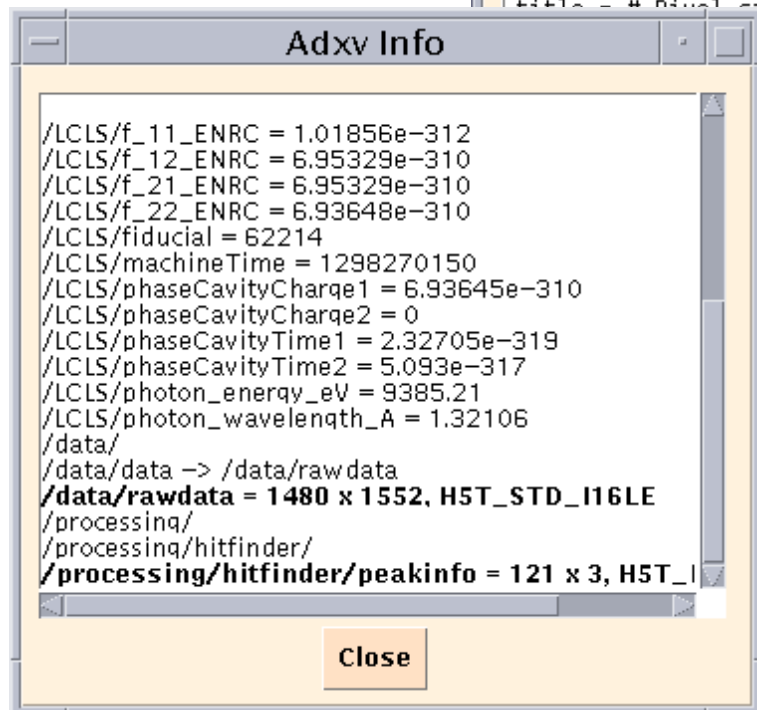 title = # Pixel
Adxv Info
/LCLS/f_11_ENRC = 1.01856e-312
/LCLS/f_12_ENRC = 6.95329e-310
/LCLS/f_21_ENRC = 6.95329e-310
/LCLS/f_22_ENRC = 6.93648e-310
/LCLS/fiducial = 62214
/LCLS/machineTime = 1298270150
/LCLS/phaseCavityCharge1 = 6.93645e-310
/LCLS/phaseCavityCharge2 = 0
/LCLS/phaseCavityTime1 = 2.32705e-319
/LCLS/phaseCavityTime2 = 5.093e-317
/LCLS/photon_energy_eV = 9385.21
/LCLS/photon_wavelength_A = 1.32106
/data/
/data/data -> /data/rawdata
/data/rawdata = 1480 x 1552, H5T_STD_I16LE
/processing/
/processing/hitfinder/
/processing/hitfinder/peakinfo = 121 x 3, H5T_I
Close